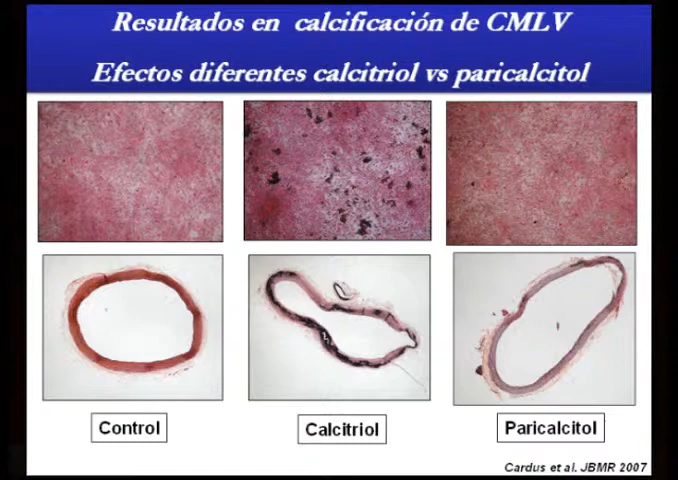 Resultados en calcificación de CMLV
Efectos diferentes calcitriol vs paricalcitol
Control
Calcitriol
Paricalcitol
Cardus et al. JBMR 2007